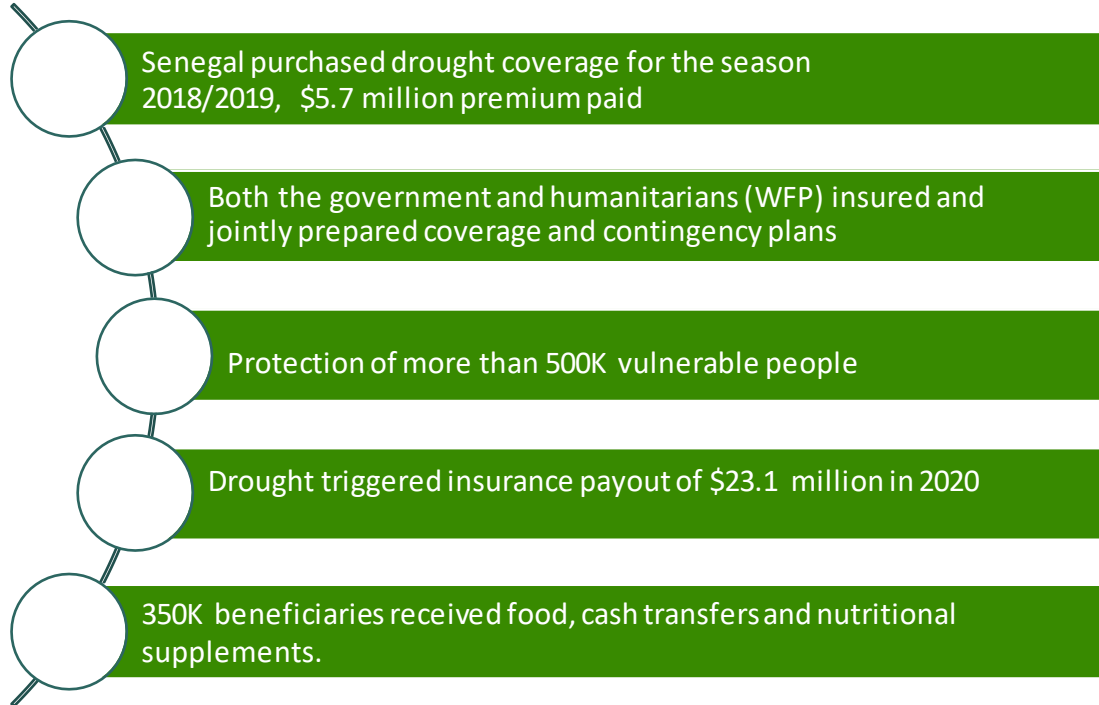 Senegal purchased drought coverage for the season
2018/2019, $5.7 million premium paid
Both the government and humanitarians (WFP) insured and
jointly prepared coverage and contingency plans
Protection of more than 500K vulnerable people
Drought triggered insurance payout of $23.1 million in 2020
350K beneficiaries received food, cash transfers and nutritional
supplements.